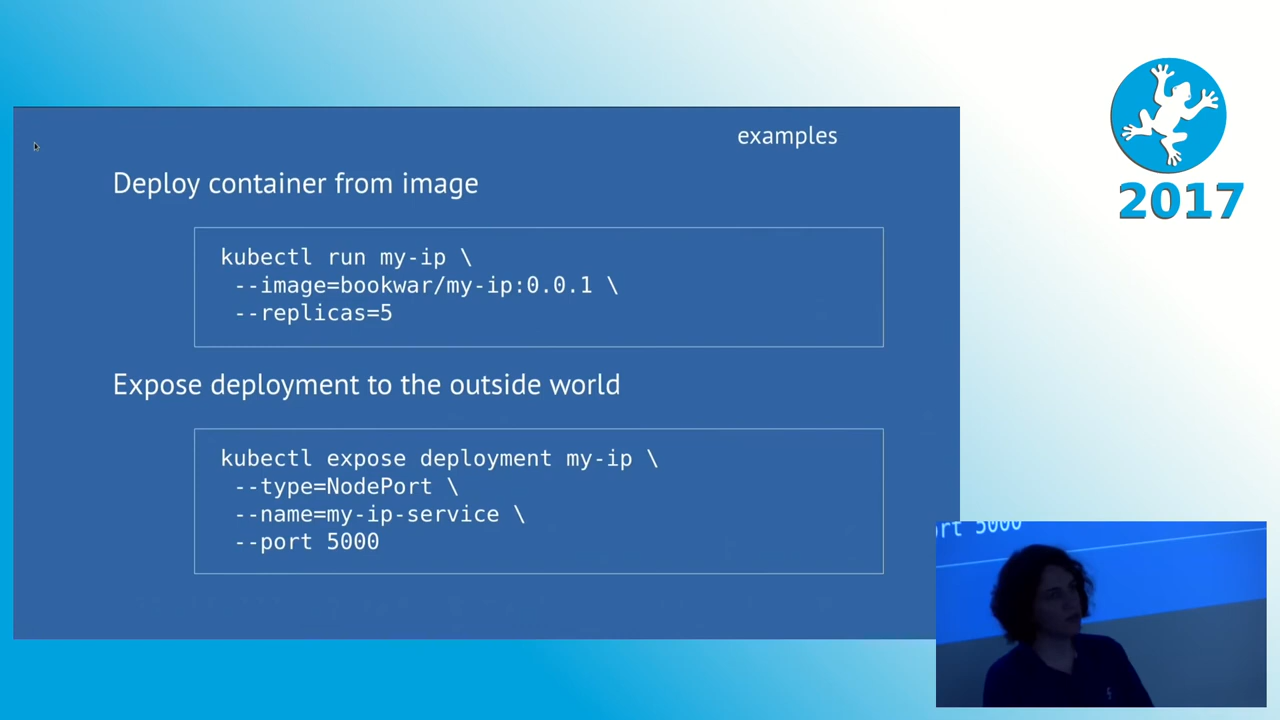 examples
Deploy container from image
kubectl run my-ip \
--image=bookwar/my-ip:0.0.1 \
--replicas=5
Expose deployment to the outside world
kubectl expose deployment my-ip \
--type=NodePort \
--name=my-ip-service \
--port 5000
2017
ort 5000